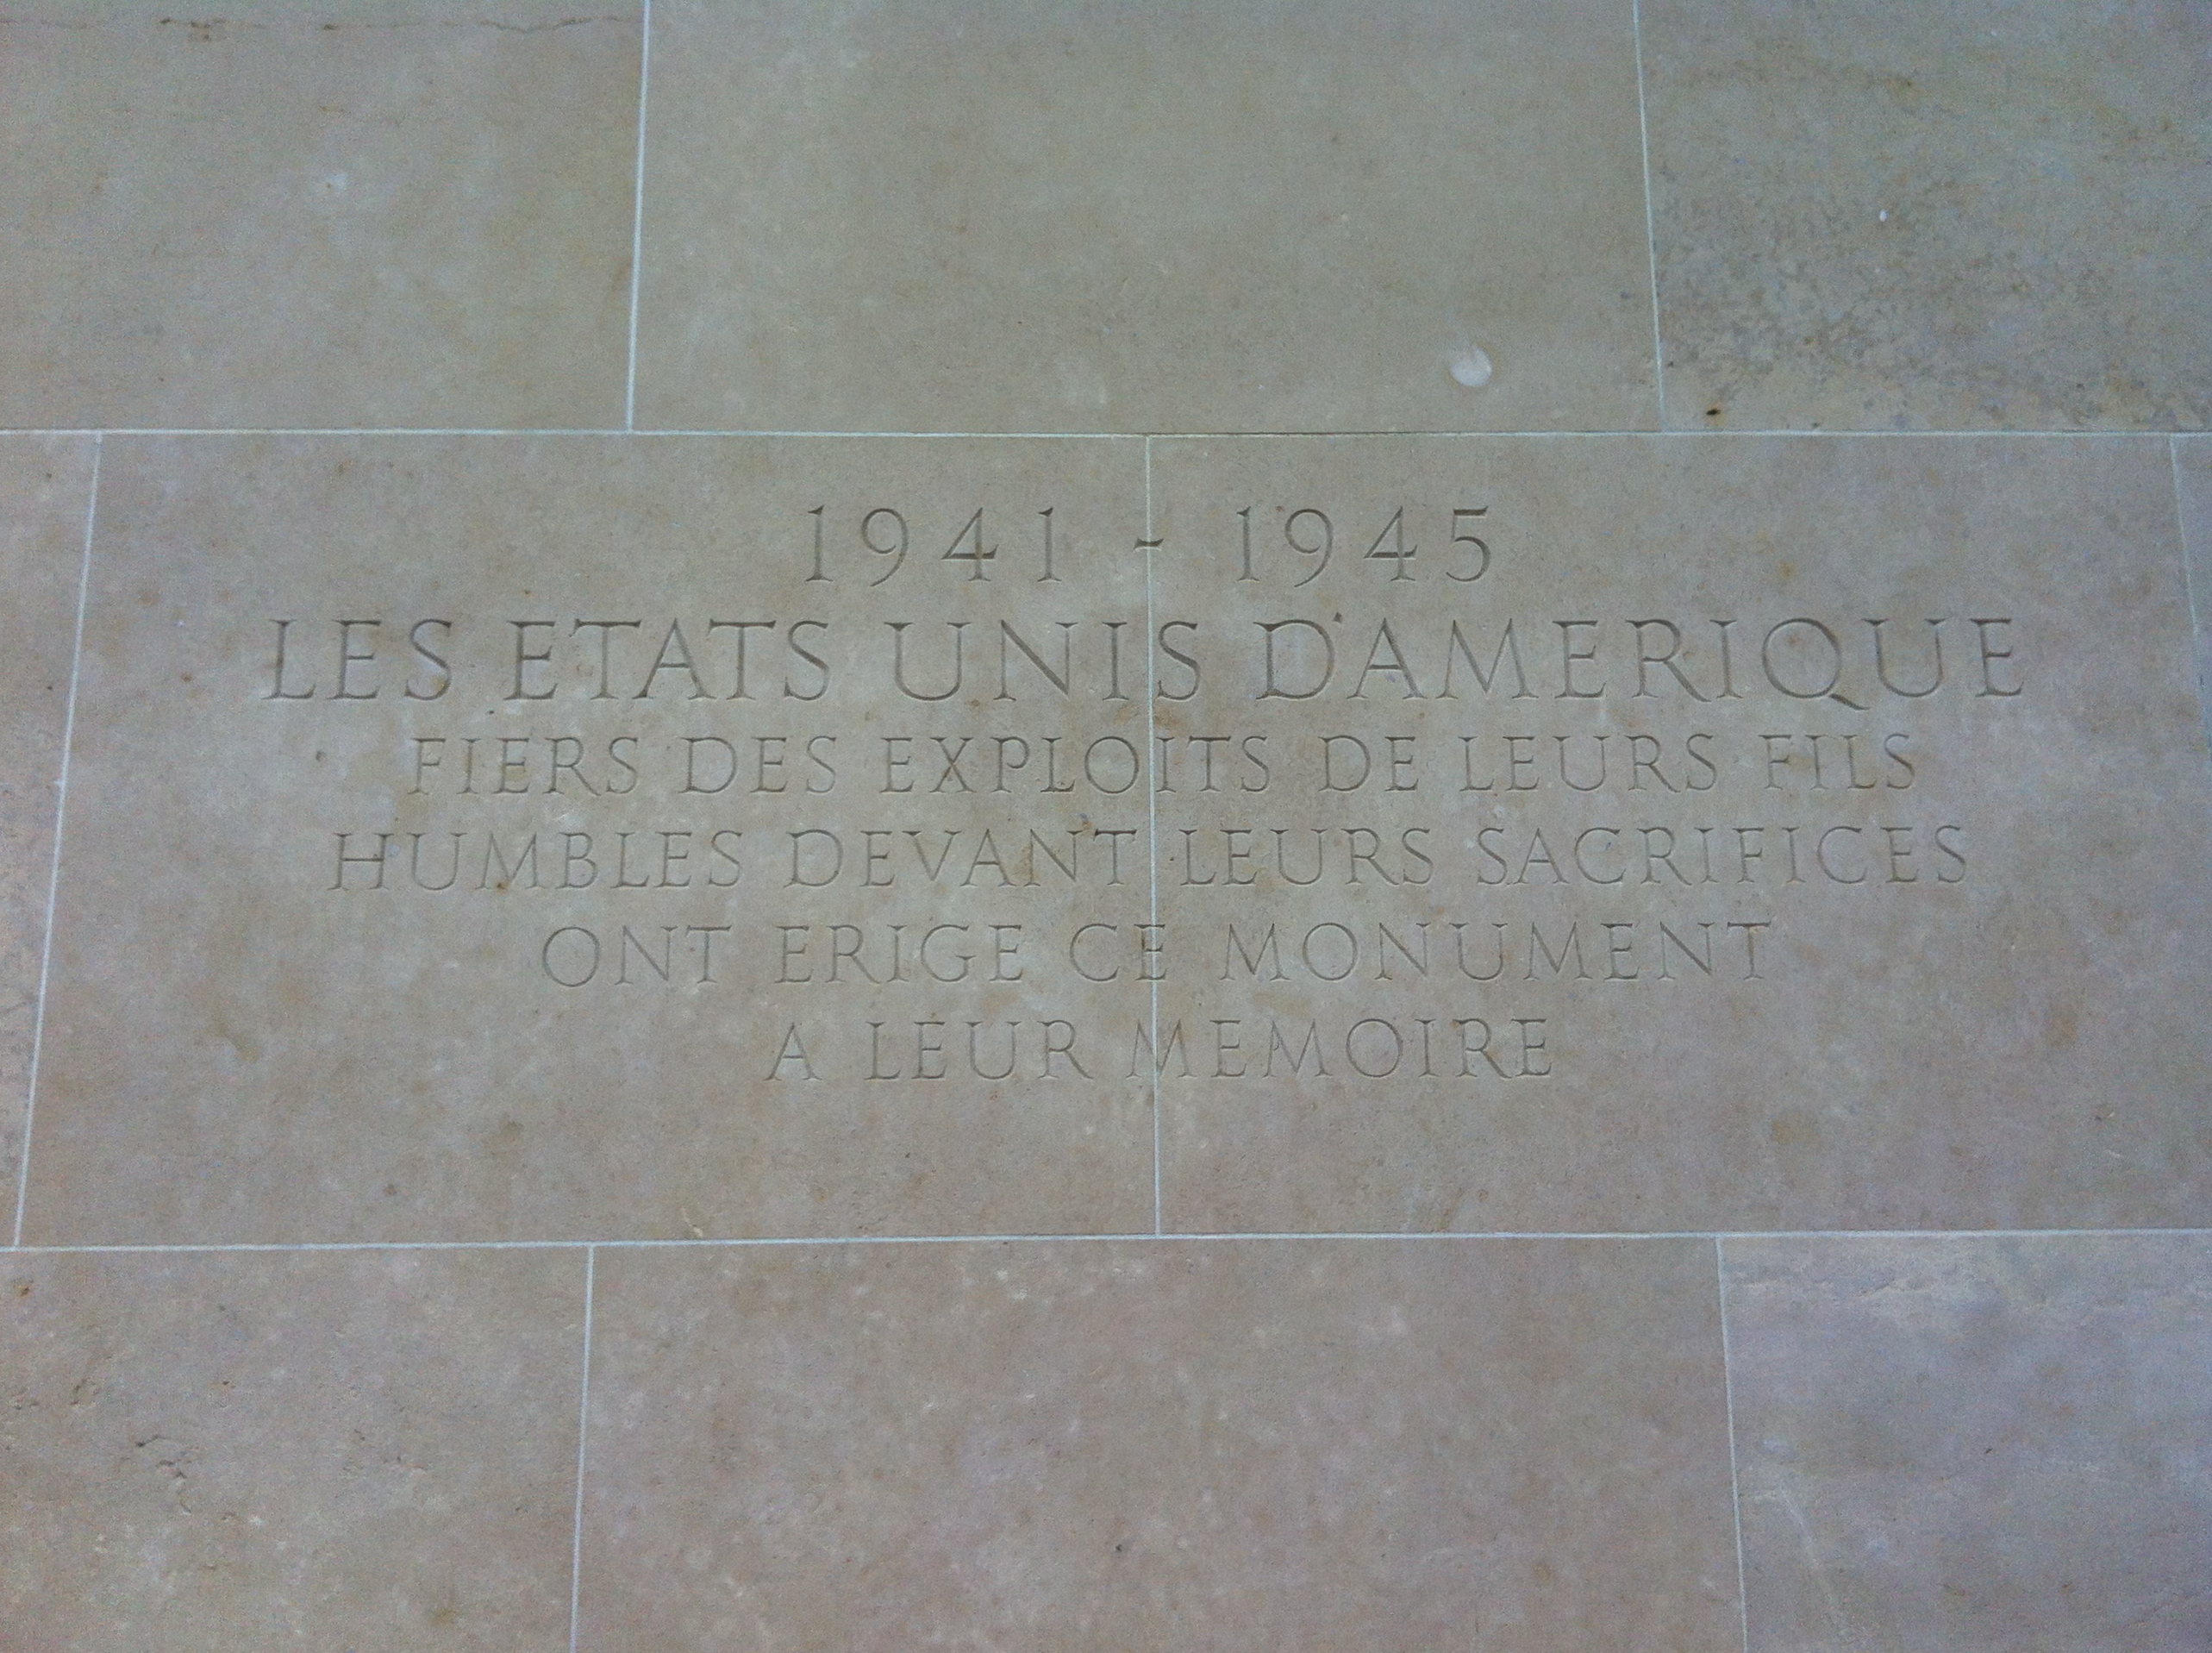 1941 - 1945
LES ETATS UNIS D'AMERIQUE
FIERS DES EXPLOITS DE LEURS FILS
HUMBLES DEVANT LEURS SACRIFICES
ONT ERIGE CE MONUMENT
A LEUR MEMOIRE